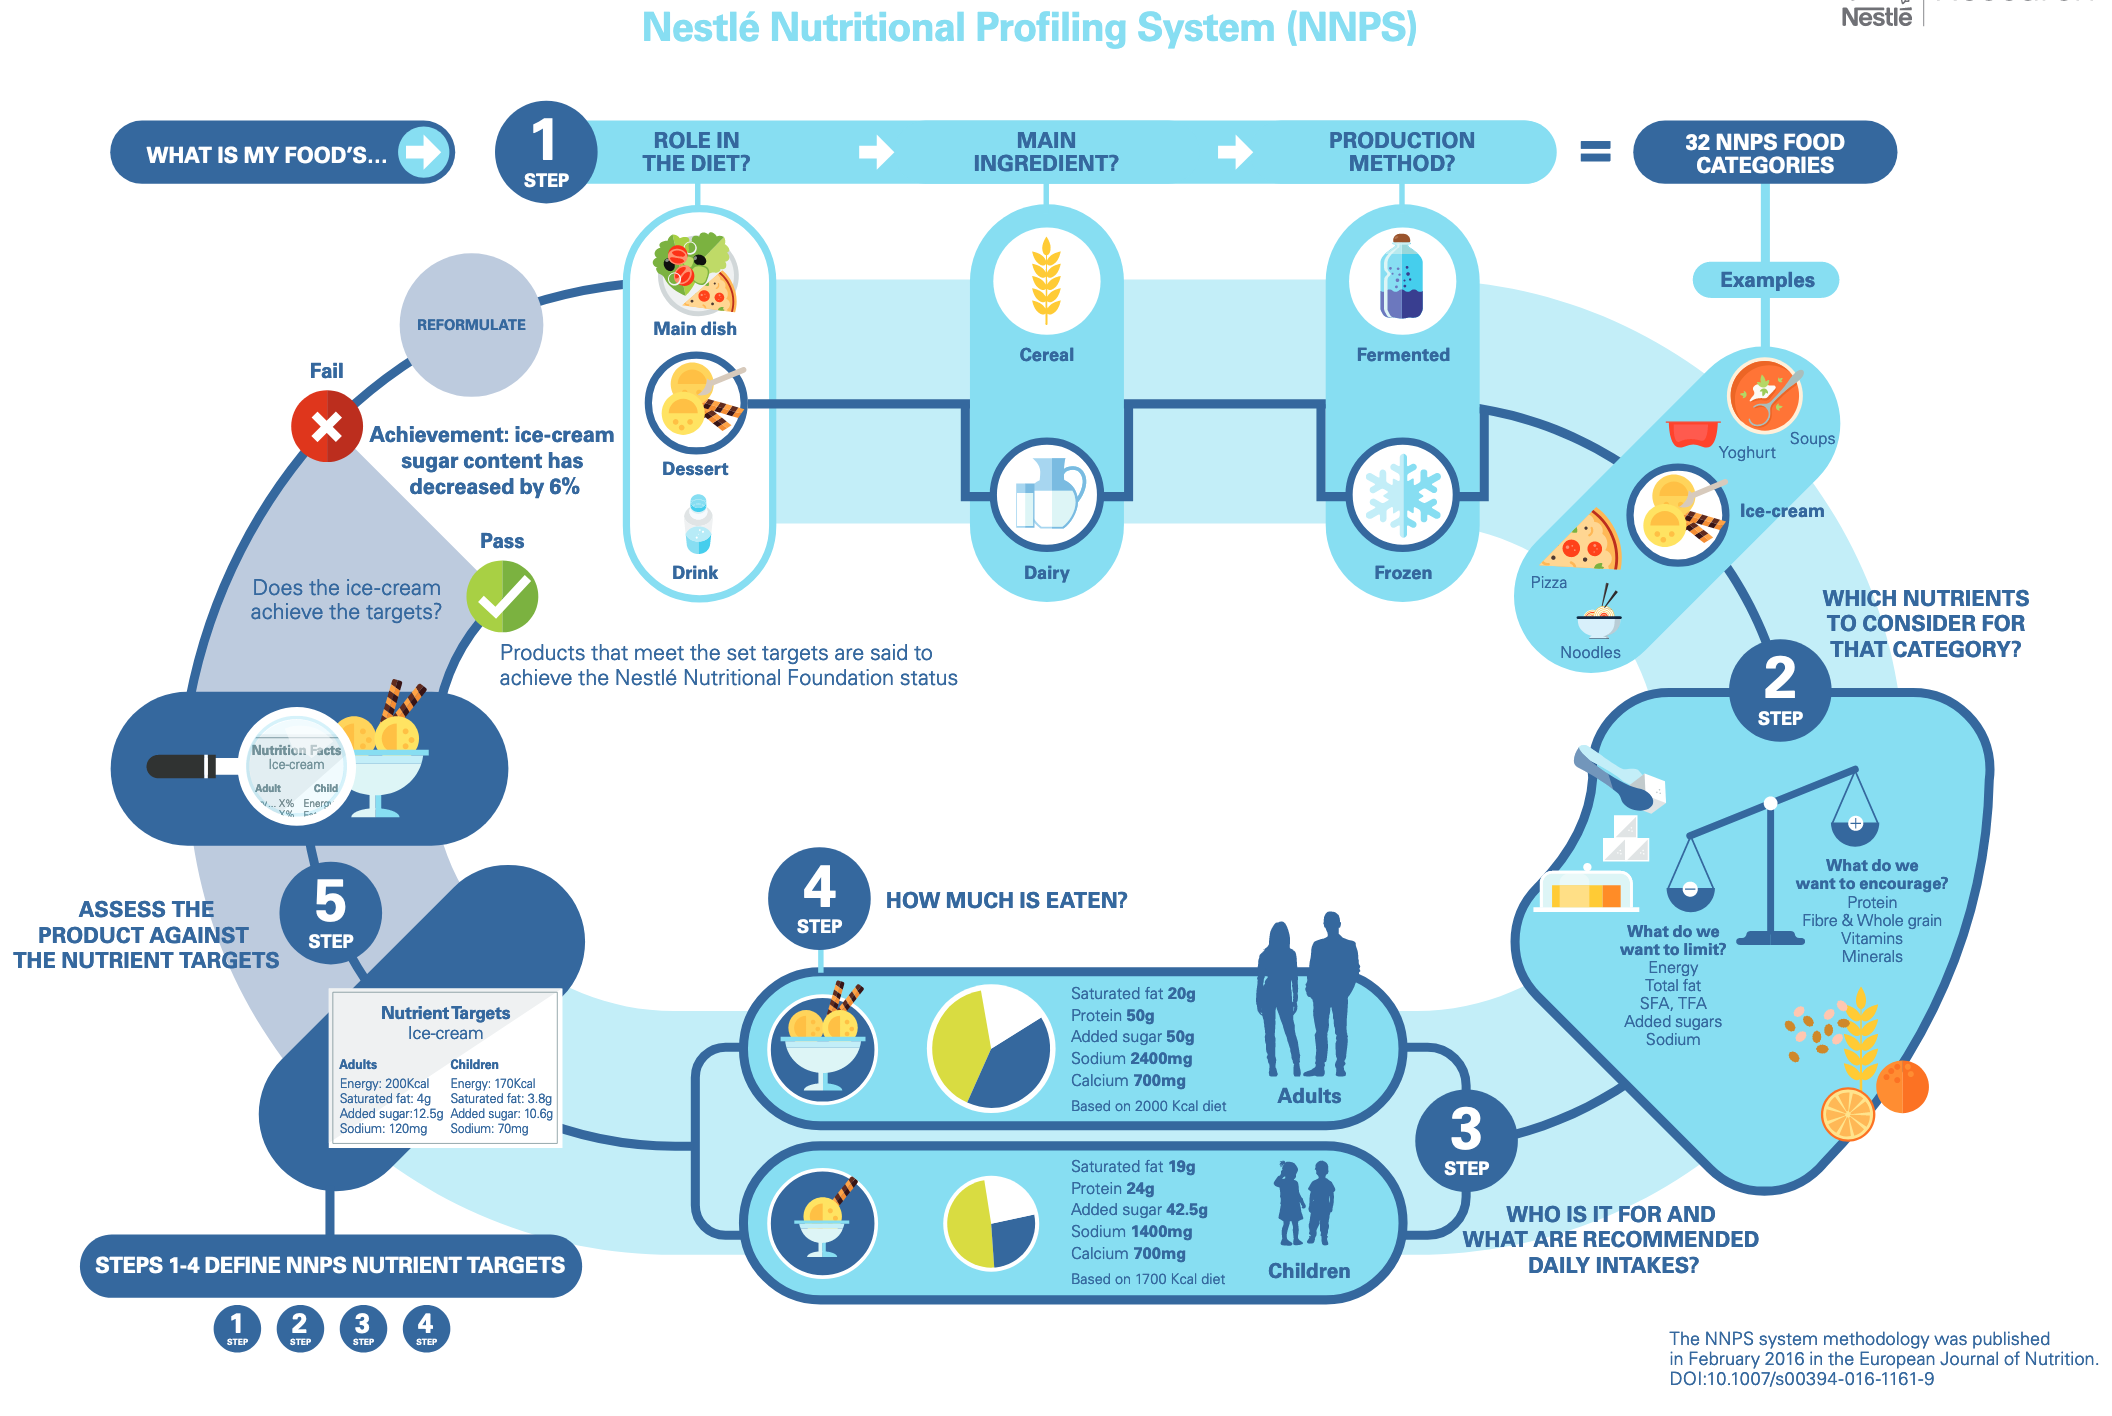 Nestlé Nutritional Profiling System (NNPS)
Nestlé
WHAT IS MY FOOD'S...
1
STEP
ROLE IN
THE DIET?
MAIN
INGREDIENT?
PRODUCTION
METHOD?
=
32 NNPS FOOD
CATEGORIES
Examples
Main dish
Dessert
Drink
Cereal
Dairy
Fermented
Frozen
Soups
Yoghurt
Ice-cream
Pizza
Noodles
REFORMULATE
Fail
Achievement: ice-cream
sugar content has
decreased by 6%
Pass
Does the ice-cream
achieve the targets?
Products that meet the set targets are said to
achieve the Nestlé Nutritional Foundation status
WHICH NUTRIENTS
TO CONSIDER FOR
THAT CATEGORY?
2
STEP
What do we
want to encourage?
Protein
Fibre & Whole grain
Vitamins
Minerals
What do we
want to limit?
Energy
Total fat
SFA, TFA
Added sugars
Sodium
Nutrition Facts
Ice-cream
Adult Child
X% Energy
X%
5
STEP
ASSESS THE
PRODUCT AGAINST
THE NUTRIENT TARGETS
4
STEP
HOW MUCH IS EATEN?
Saturated fat 20g
Protein 50g
Added sugar 50g
Sodium 2400mg
Calcium 700mg
Based on 2000 Kcal diet
Adults
Saturated fat 19g
Protein 24g
Added sugar 42.5g
Sodium 1400mg
Calcium 700mg
Based on 1700 Kcal diet
Children
3
STEP
WHO IS IT FOR AND
WHAT ARE RECOMMENDED
DAILY INTAKES?
Nutrient Targets
Ice-cream
Adults Children
Energy: 200Kcal Energy: 170Kcal
Saturated fat: 4g Saturated fat: 3.8g
Added sugar:12.5g Added sugar: 10.6g
Sodium: 120mg Sodium: 70mg
STEPS 1-4 DEFINE NNPS NUTRIENT TARGETS
1 2 3 4
STEP STEP STEP STEP
The NNPS system methodology was published
in February 2016 in the European Journal of Nutrition.
DOI:10.1007/s00394-016-1161-9